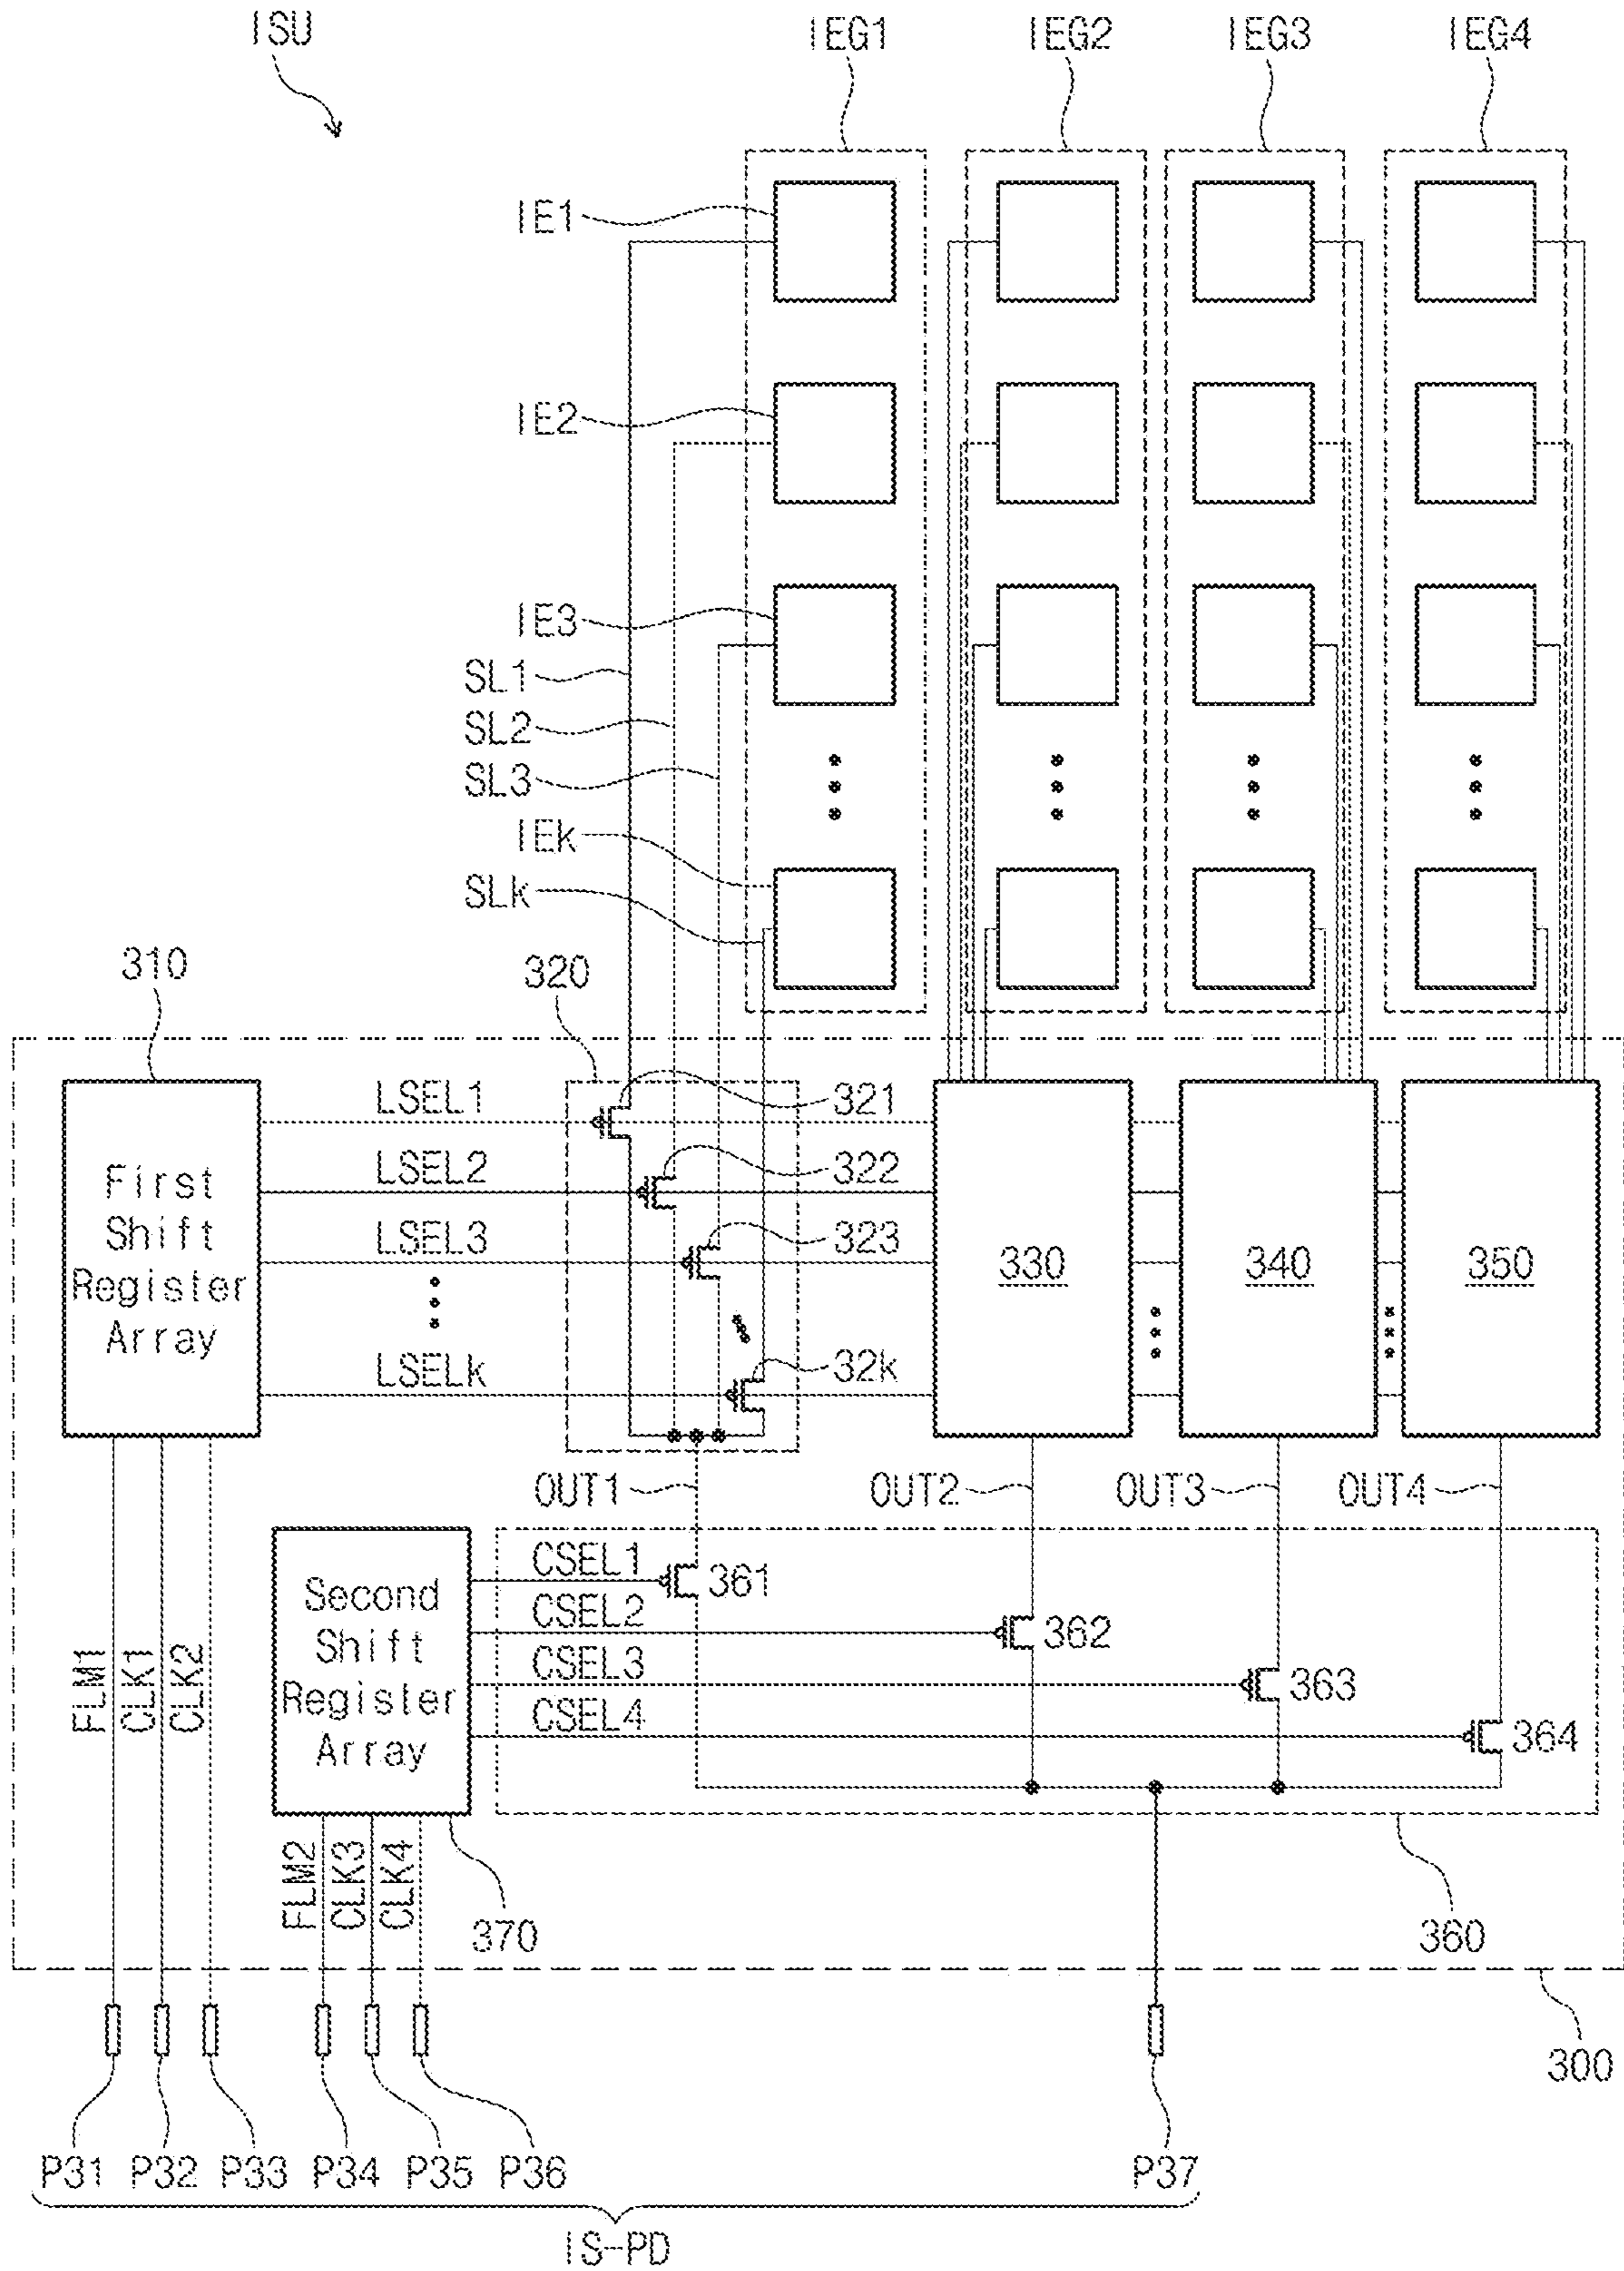 ISU
IEG1 IEG2 IEG3 IEG4
IE1
IE2
IE3
SL1
SL2
SL3
IEk
SLk
310
320
LSEL1
321
LSEL2
322
LSEL3
323
LSELk
32k
First
Shift
Register
Array
330
340
350
OUT1
OUT2
OUT3
OUT4
Second
Shift
Register
Array
CSEL1
361
CSEL2
362
CSEL3
363
CSEL4
364
FLM1
CLK1
CLK2
FLM2
CLK3
CLK4
370
360
300
P31 P32 P33 P34 P35 P36 P37
IS-PD